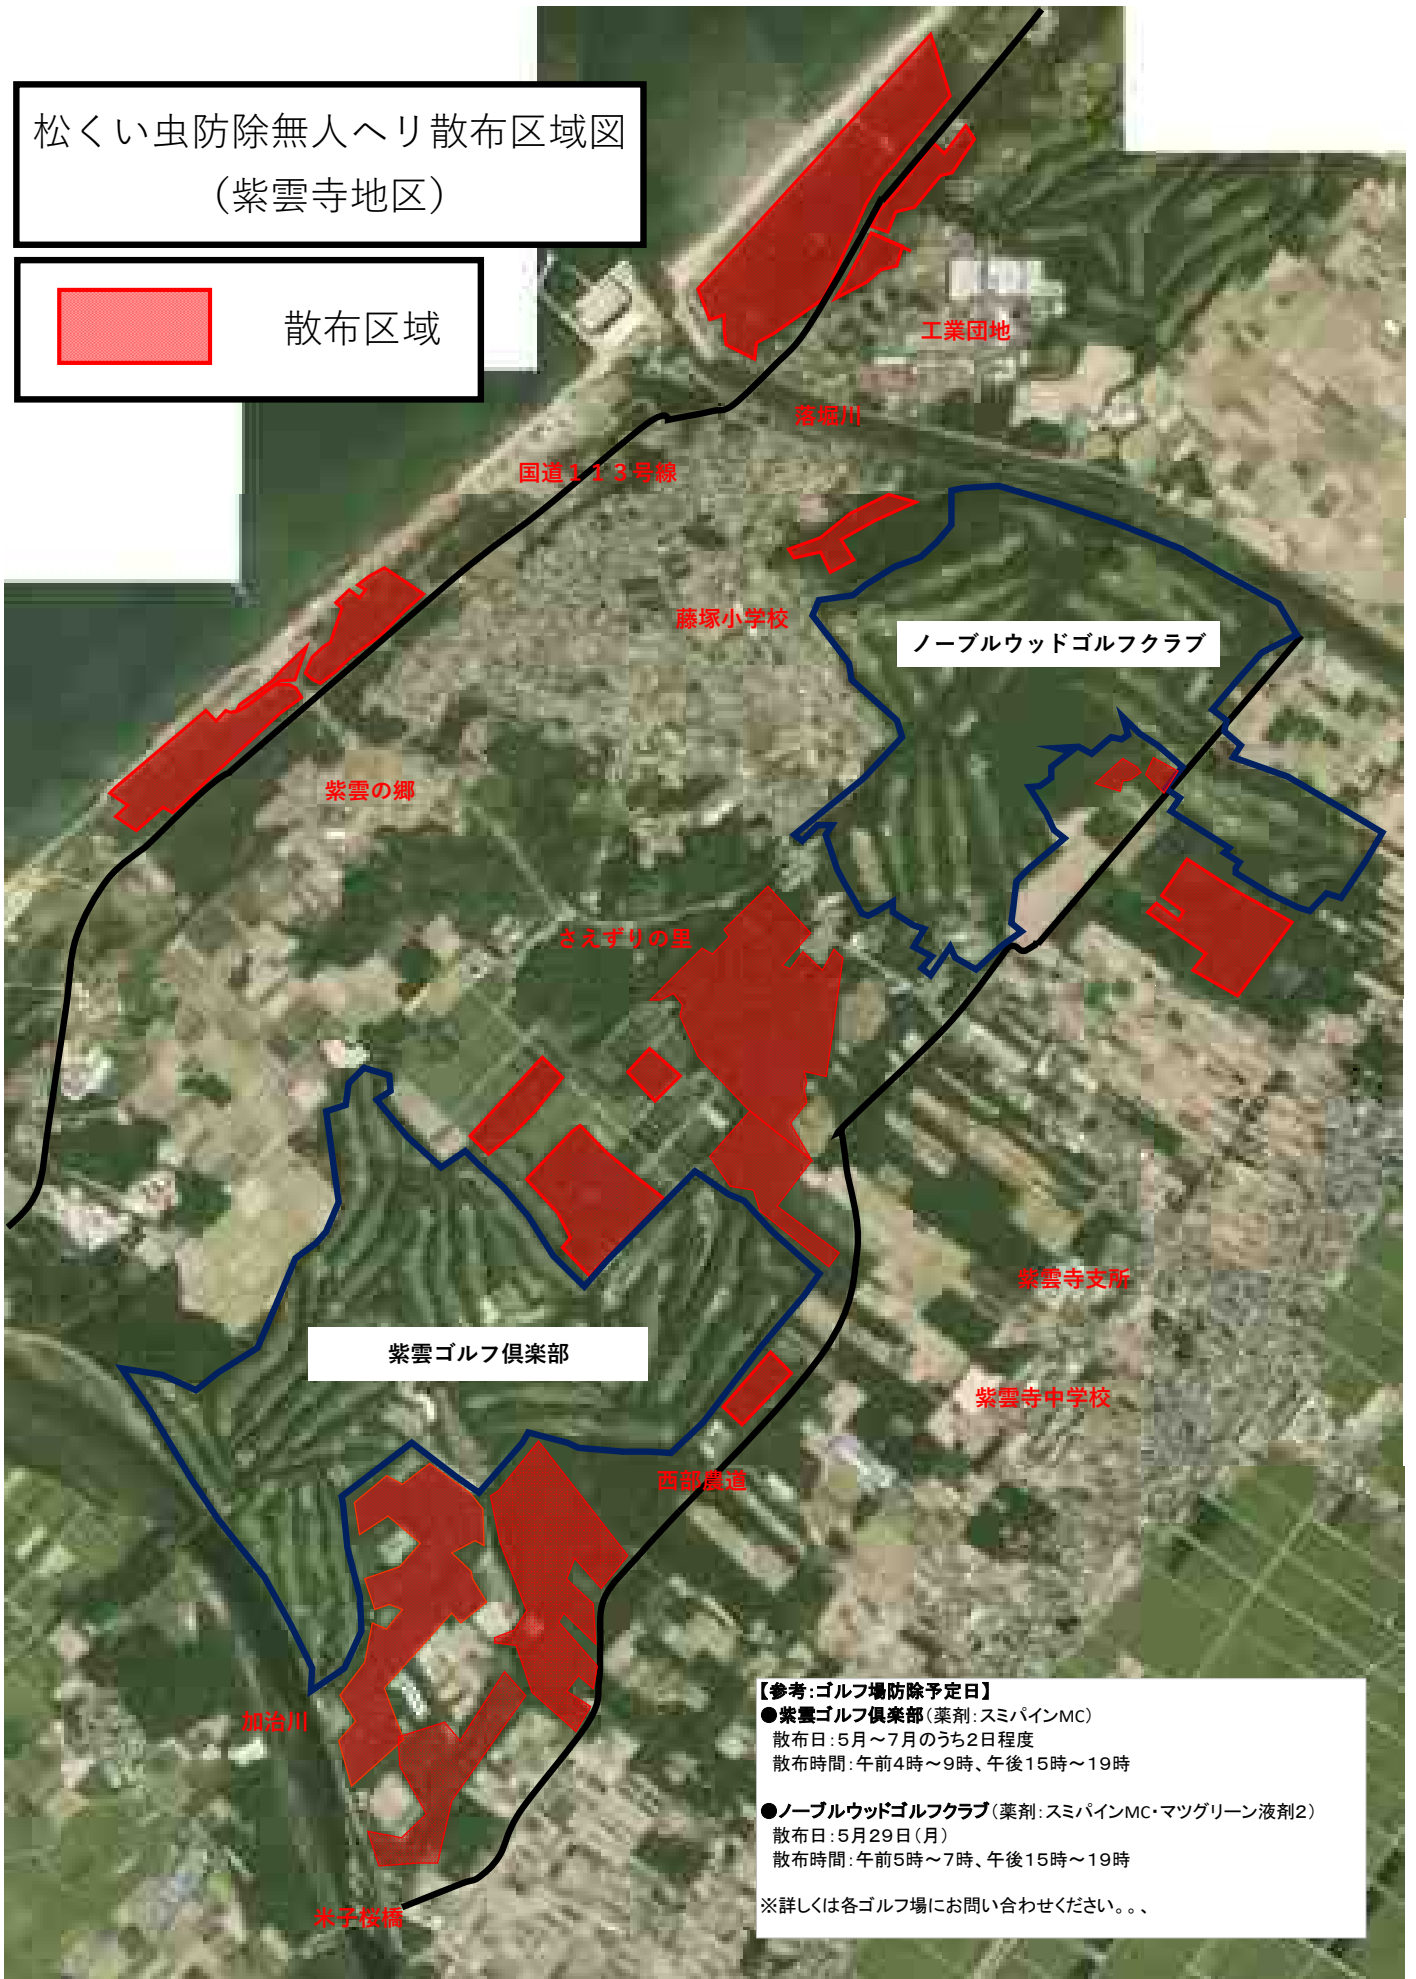 松くい虫防除無人ヘリ散布区域図
（紫雲寺地区）
散布区域
工業団地
落堀川
国道１１３号線
藤塚小学校
ノーブルウッドゴルフクラブ
紫雲の郷
さえずりの里
紫雲寺支所
紫雲ゴルフ倶楽部
紫雲寺中学校
西部農道
加治川
米子桜橋
【参考：ゴルフ場防除予定日】
●紫雲ゴルフ倶楽部（薬剤：スミパインMC）
散布日：５月～７月のうち２日程度
散布時間：午前４時～９時、午後１５時～１９時
●ノーブルウッドゴルフクラブ（薬剤：スミパインMC・マツグリーン液剤２）
散布日：５月２９日（月）
散布時間：午前５時～７時、午後１５時～１９時
※詳しくは各ゴルフ場にお問い合わせください。。、